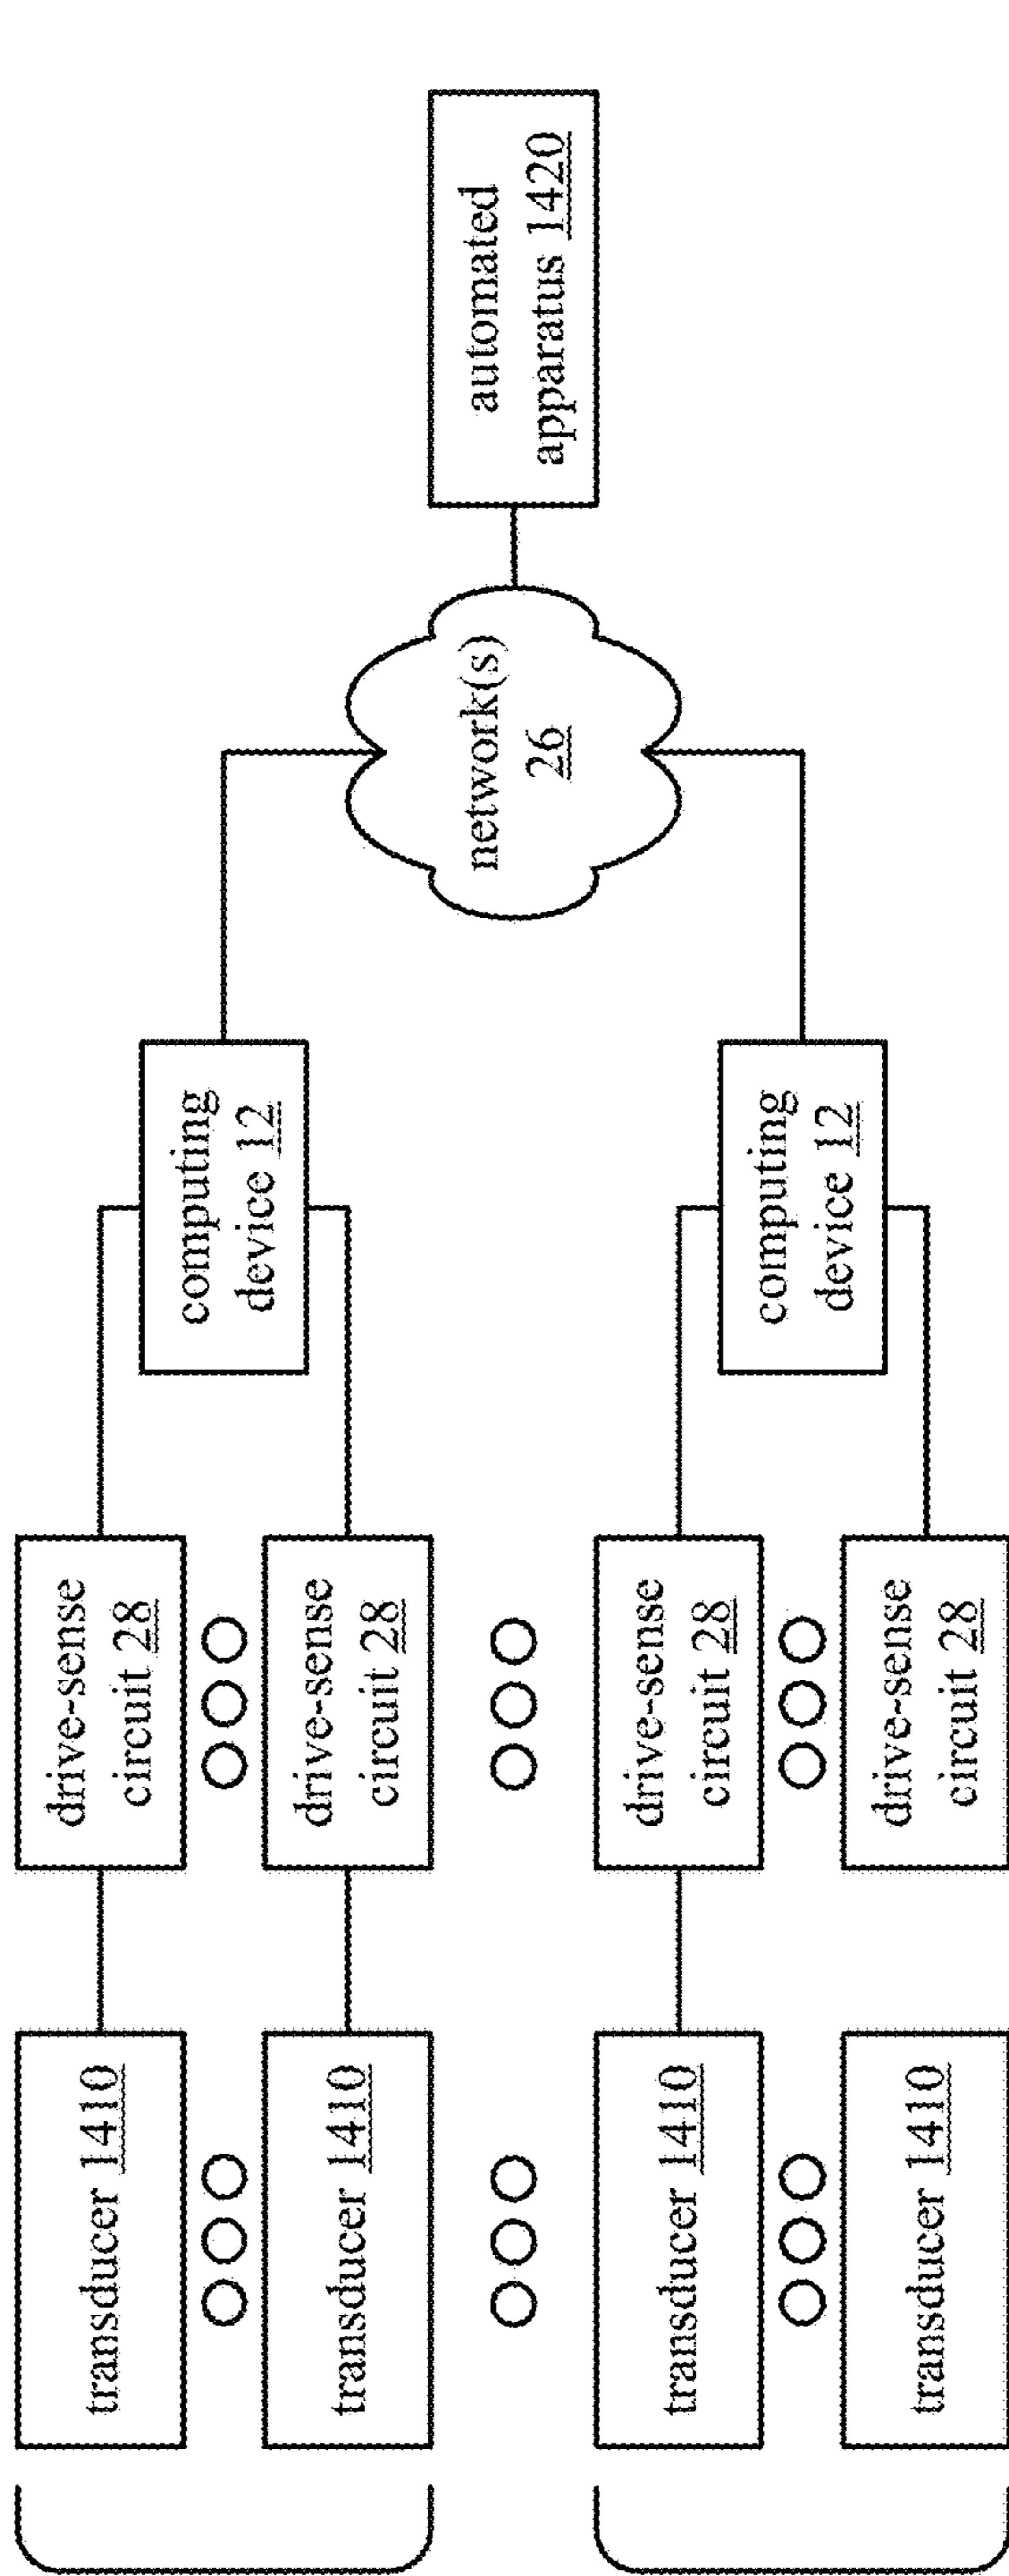 transducer 1410
drive-sense
circuit 28
computing
device 12
transducer 1410
drive-sense
circuit 28
network(s)
26
automated
apparatus 1420
transducer 1410
drive-sense
circuit 28
computing
device 12
transducer 1410
drive-sense
circuit 28